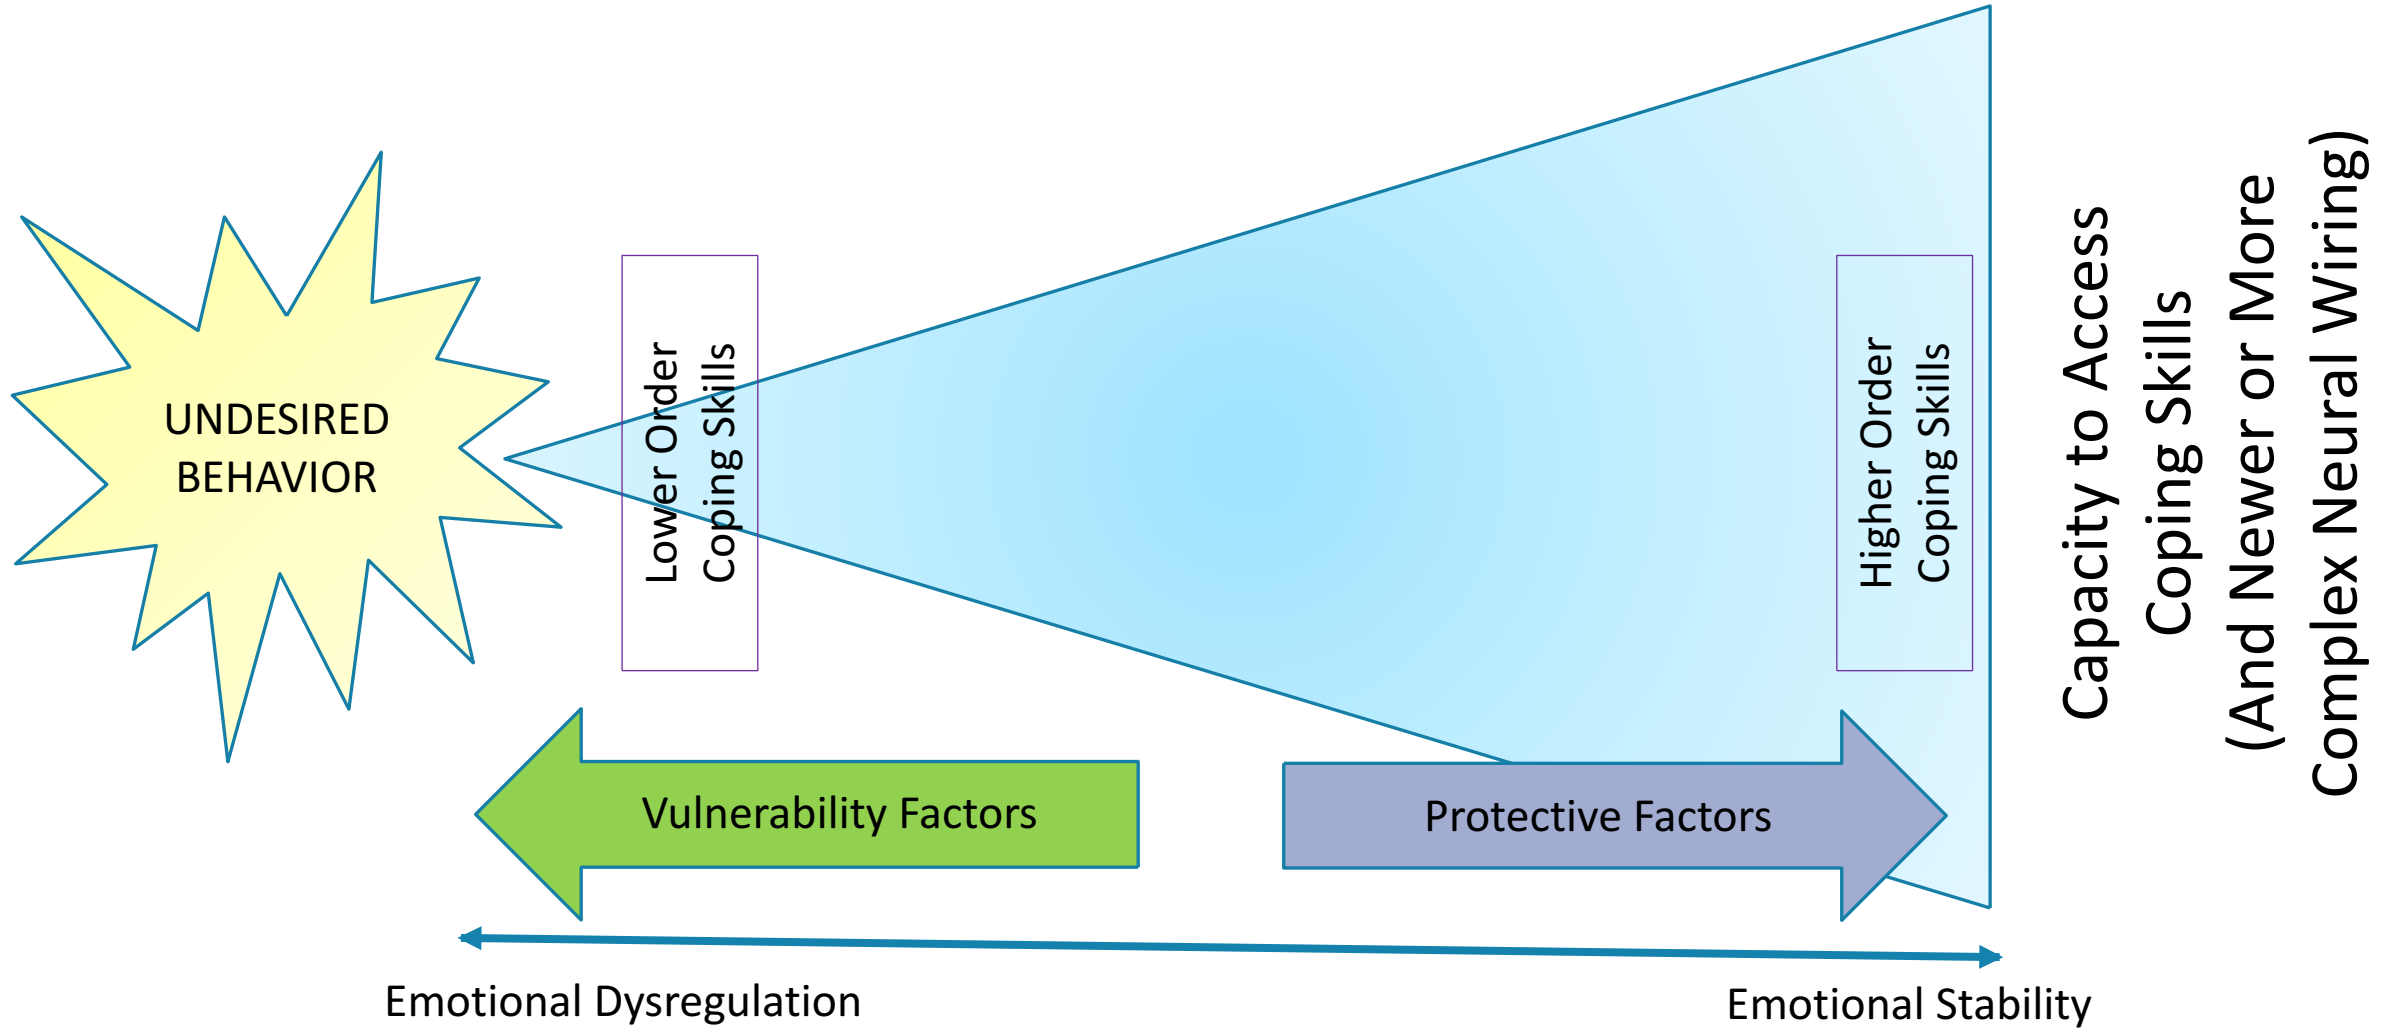 UNDESIRED
BEHAVIOR
Lower Order
Coping Skills
Higher Order
Coping Skills
Capacity to Access
Coping Skills
(And Newer or More
Complex Neural Wiring)
Vulnerability Factors
Protective Factors
Emotional Dysregulation
Emotional Stability